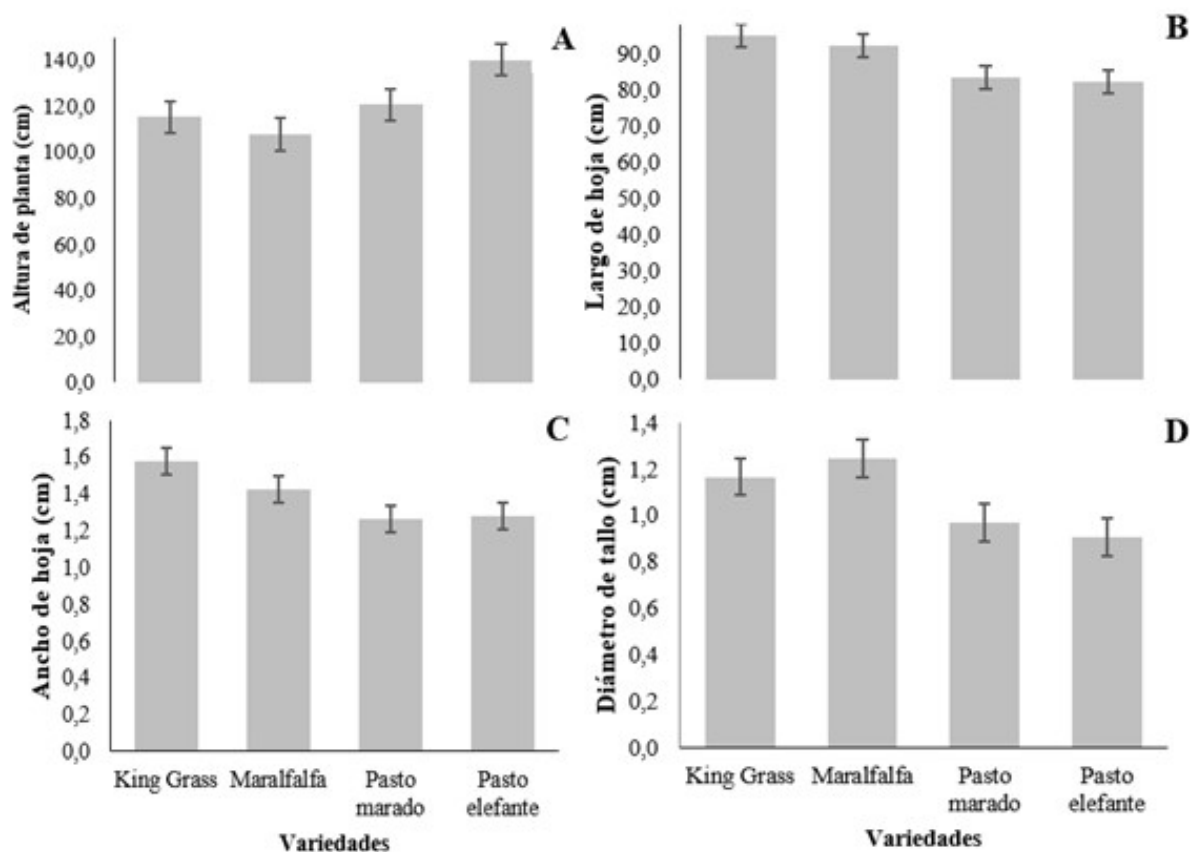 A
Altura de planta (cm)
140,0
120,0
100,0
80,0
60,0
40,0
20,0
0,0
B
Largo de hoja (cm)
90,0
80,0
70,0
60,0
50,0
40,0
30,0
20,0
10,0
0,0
C
Ancho de hoja (cm)
1,8
1,6
1,4
1,2
1,0
0,8
0,6
0,4
0,2
0,0
King Grass
Maralfalfa
Pasto
marado
Pasto
elefante
Variedades
D
Diámetro de tallo (cm)
1,4
1,2
1,0
0,8
0,6
0,4
0,2
0,0
King Grass
Maralfalfa
Pasto
marado
Pasto
elefante
Variedades